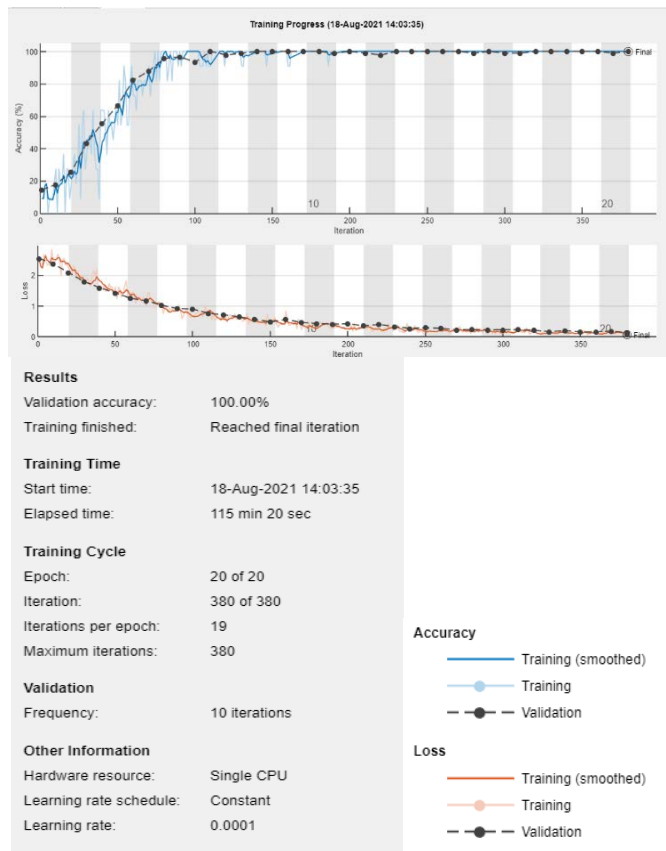 Training Progress (18-Aug-2021 14:03:35)
100
80
60
40
20
0
Accuracy (%)
10
20
Final
0
50
100
150
200
250
300
350
Iteration
2
1
0
Loss
10
20
Final
0
50
100
150
200
250
300
350
Iteration
Results
Validation accuracy: 100.00%
Training finished: Reached final iteration
Training Time
Start time: 18-Aug-2021 14:03:35
Elapsed time: 115 min 20 sec
Training Cycle
Epoch: 20 of 20
Iteration: 380 of 380
Iterations per epoch: 19
Maximum iterations: 380
Validation
Frequency: 10 iterations
Other Information
Hardware resource: Single CPU
Learning rate schedule: Constant
Learning rate: 0.0001
Accuracy
Training (smoothed)
Training
Validation
Loss
Training (smoothed)
Training
Validation